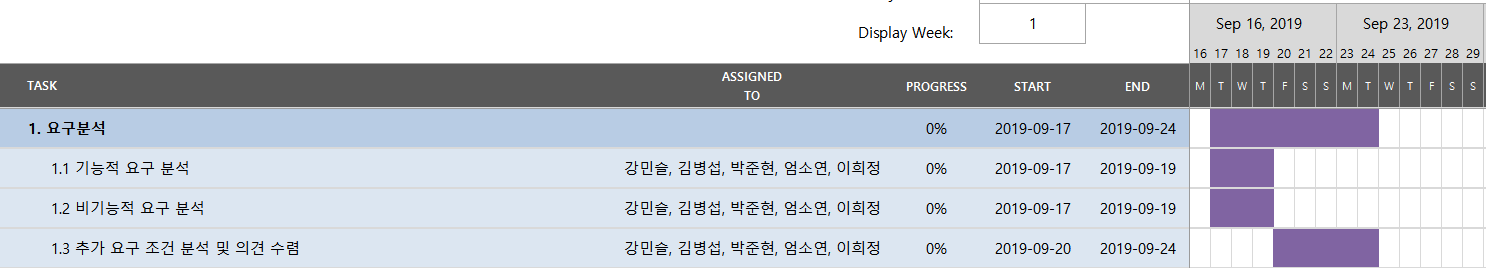 Display Week: 1 Sep 16, 2019 Sep 23, 2019
16 17 18 19 20 21 22 23 24 25 26 27 28 29
TASK ASSIGNED TO PROGRESS START END M T W T F S S M T W T F S S
1. 요구분석 0% 2019-09-17 2019-09-24
1.1 기능적 요구 분석 강민슬, 김병섭, 박준현, 엄소연, 이희정 0% 2019-09-17 2019-09-19
1.2 비기능적 요구 분석 강민슬, 김병섭, 박준현, 엄소연, 이희정 0% 2019-09-17 2019-09-19
1.3 추가 요구 조건 분석 및 의견 수렴 강민슬, 김병섭, 박준현, 엄소연, 이희정 0% 2019-09-20 2019-09-24